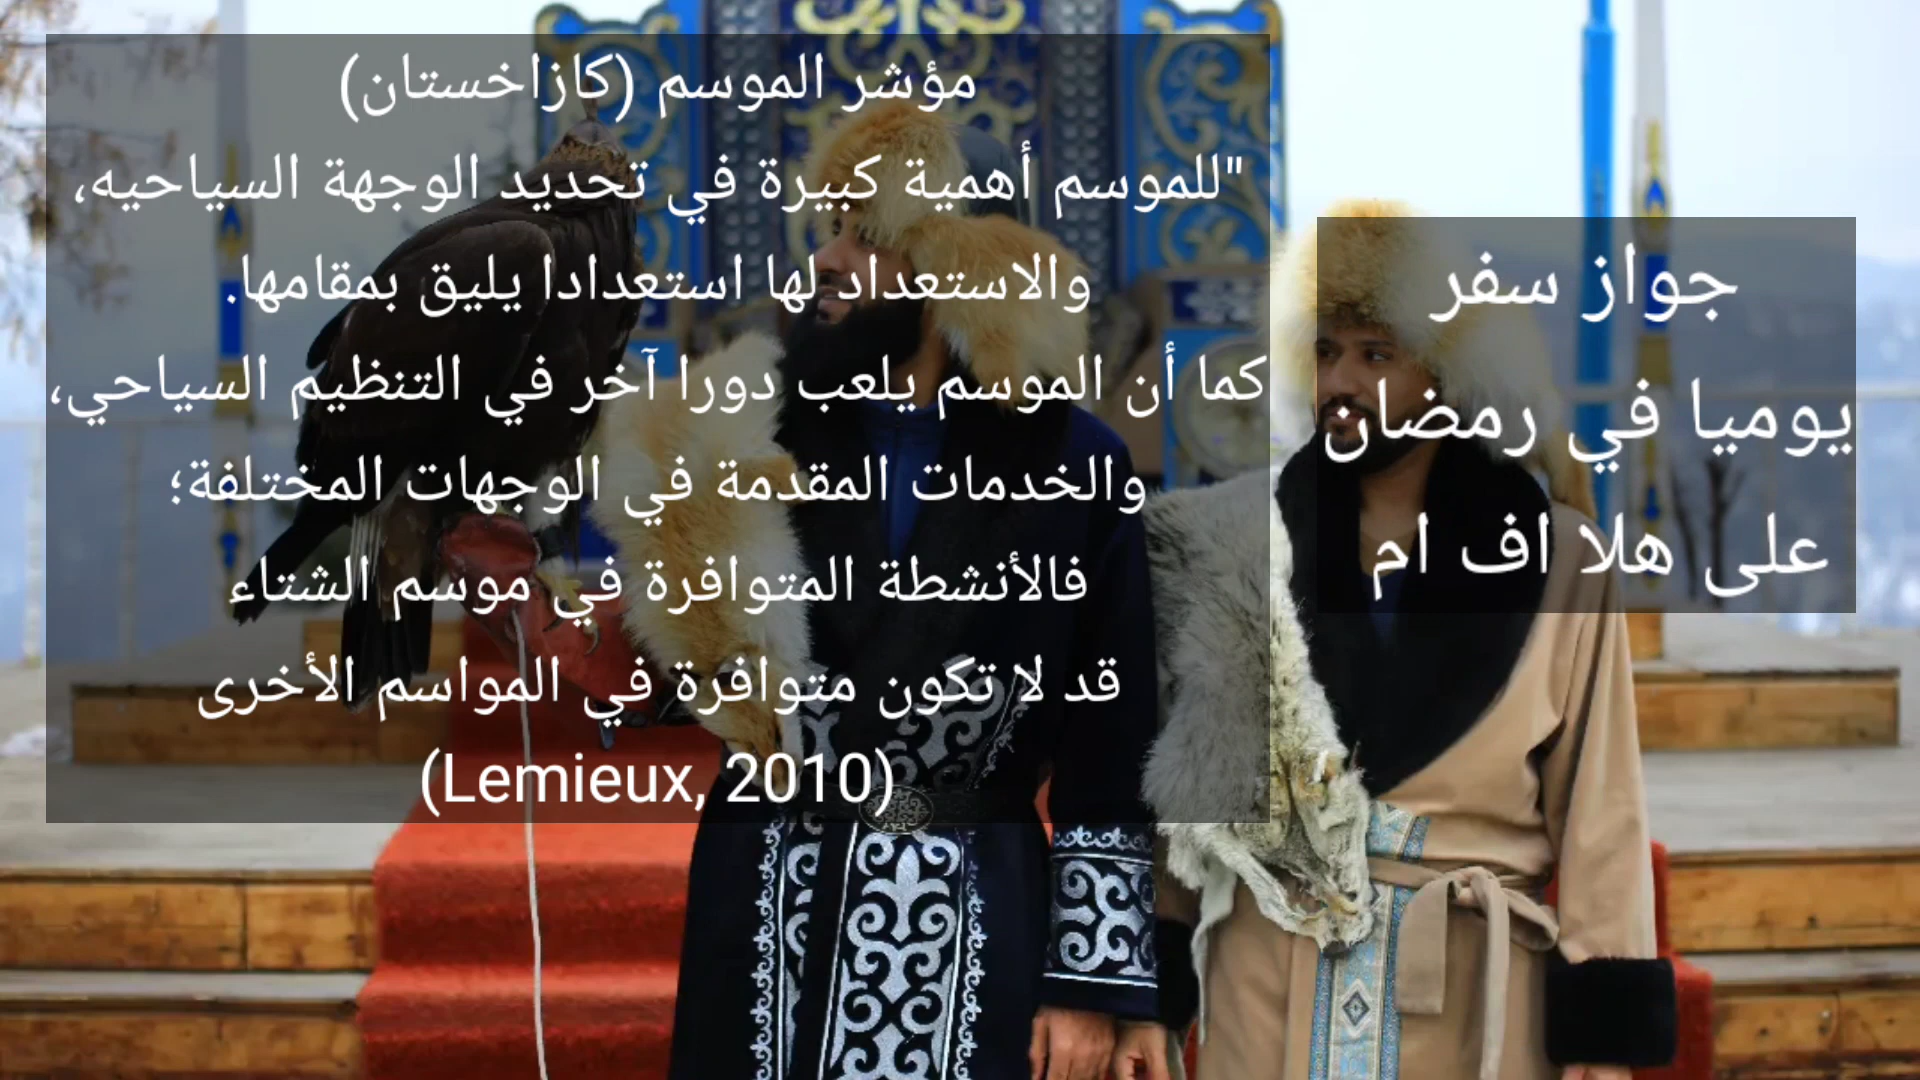 مؤشر الموسم (كازاخستان)
"للموسم أهمية كبيرة في تحديد الوجهة السياحيه،
والاستعداد لها استعدادا يليق بمقامها.
كما أن الموسم يلعب دورا آخر في التنظيم السياحي،
والخدمات المقدمة في الوجهات المختلفة؛
فالأنشطة المتوافرة في موسم الشتاء
قد لا تكون متوافرة في المواسم الأخرى
(Lemieux, 2010)
جواز سفر
يوميا في رمضان
على هلا اف ام